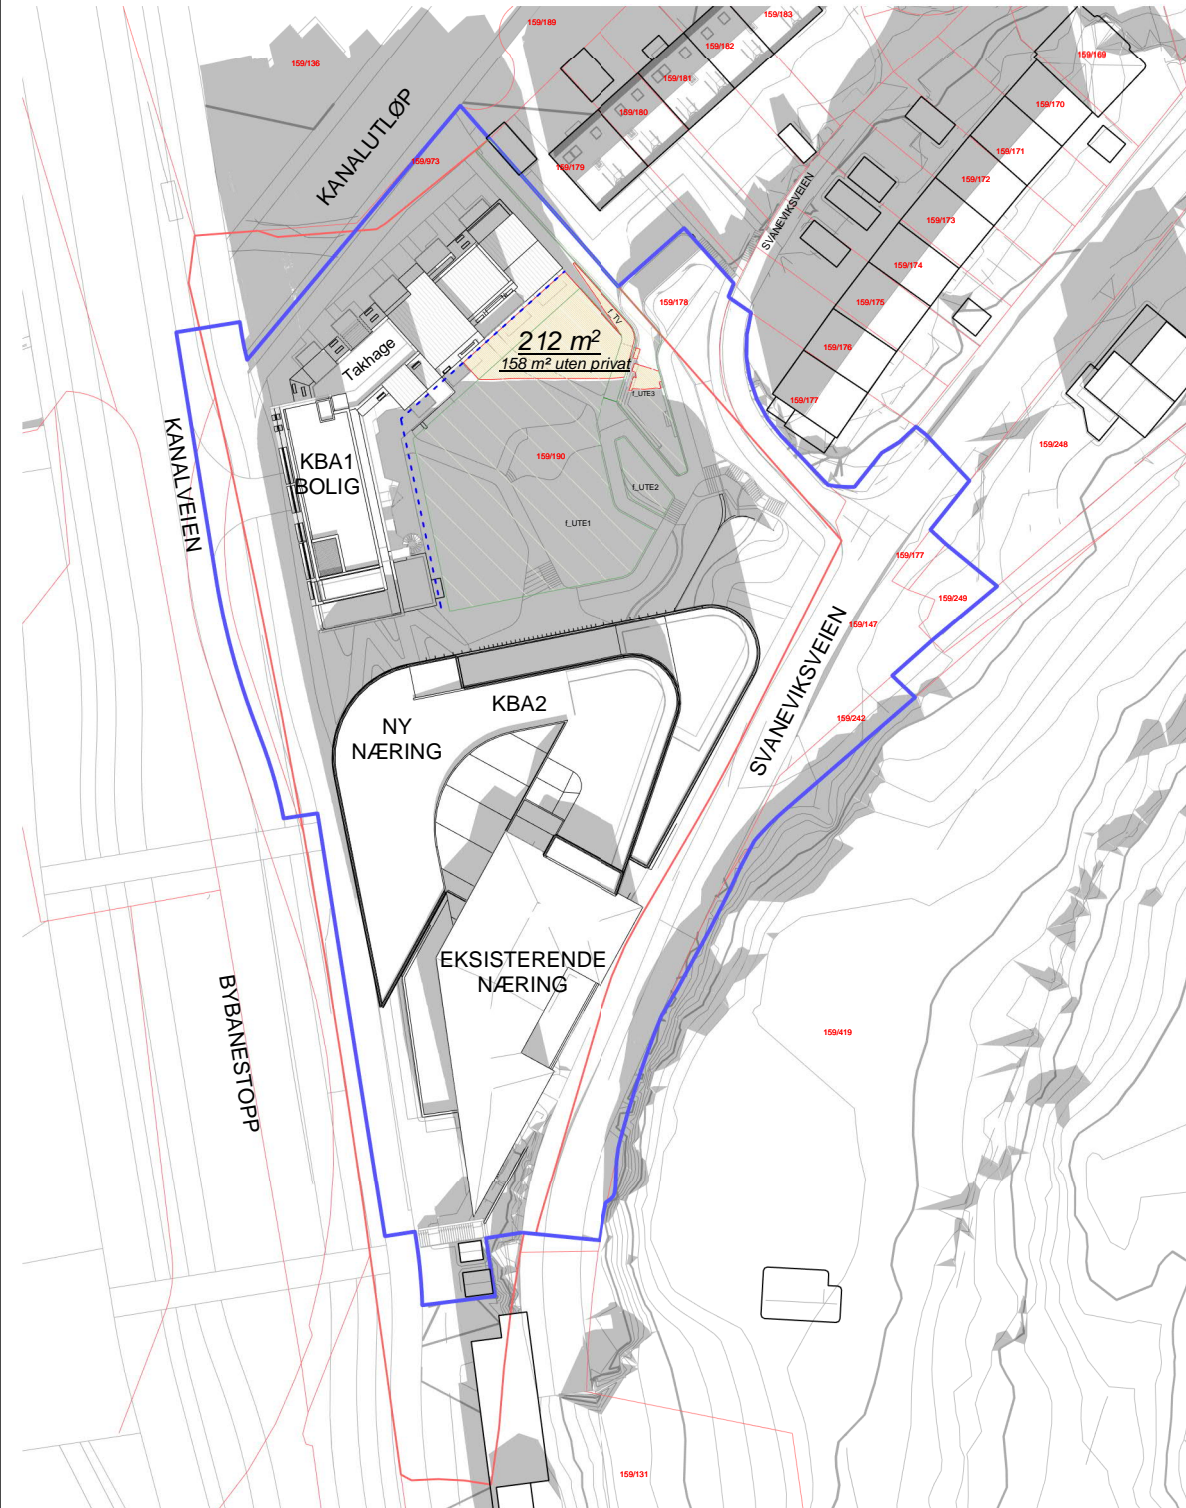 159/183
159/189
159/182
159/169
159/136
159/181
159/170
159/180
KANALUTLØP
159/171
159/973
159/179
159/172
SVANEVIKSVEIEN
159/173
159/174
159/178
159/175
f_TV
212 m²
158 m² uten privat
Takhage
159/176
f_UTE3
159/177
159/248
KANALVEIEN
KBA1
BOLIG
159/190
f_UTE2
f_UTE1
159/177
159/249
159/147
SVANEVIKSVEIEN
KBA2
NY
NÆRING
159/242
EKSISTERENDE
NÆRING
BYBANESTOPP
159/419
159/131